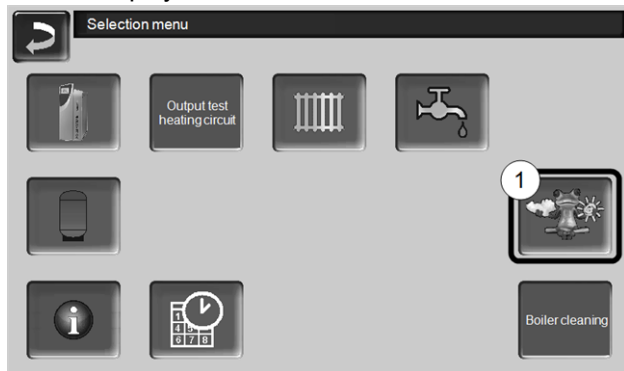 Selection menu
Output test
heating circuit
1
Boiler cleaning